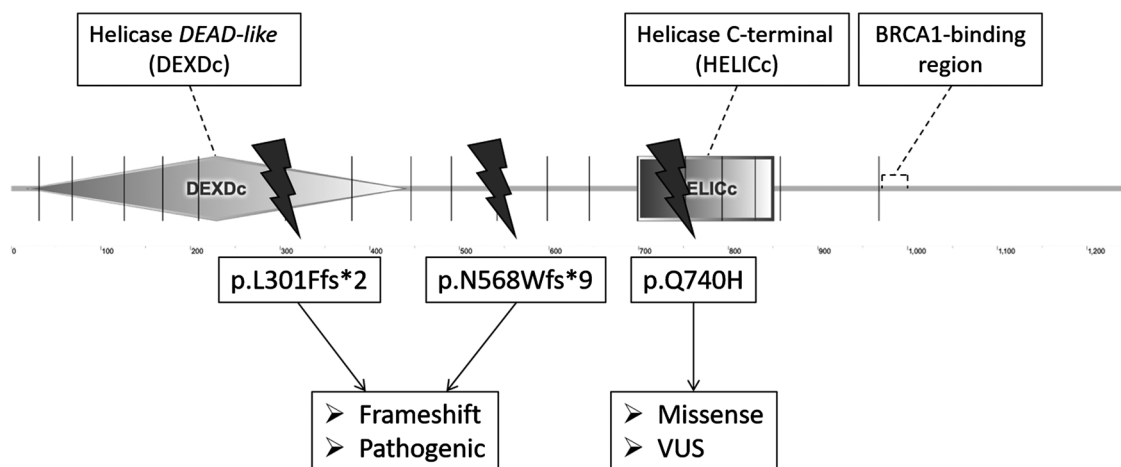 Helicase DEAD-like
(DEXDc)
Helicase C-terminal
(HELICc)
BRCA1-binding
region
DEXDc
ELICc
0 100 200 300 400 500 600 700 800 900 1,000 1,100 1,200
p.L301Ffs*2
p.N568Wfs*9
p.Q740H
➢ Frameshift
➢ Pathogenic
➢ Missense
➢ VUS